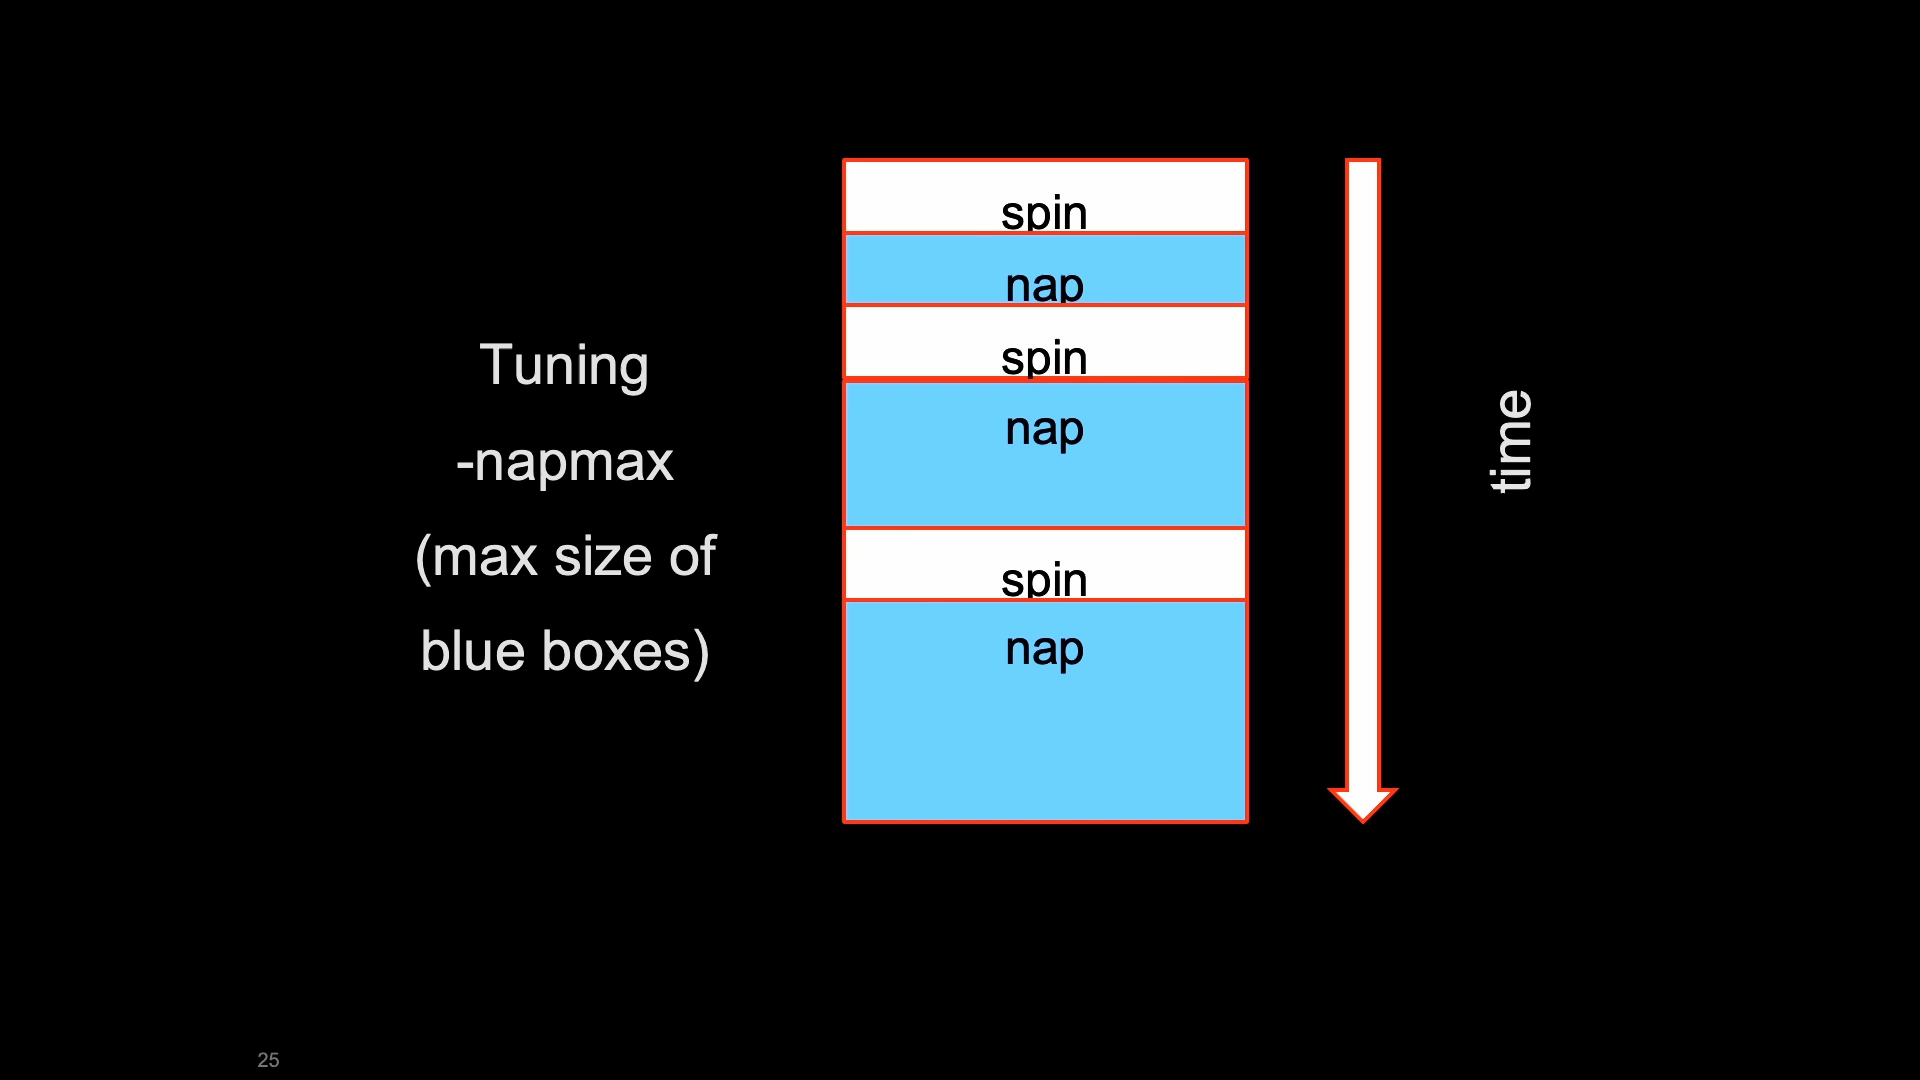 Tuning
-napmax
(max size of
blue boxes)
spin
nap
spin
nap
spin
nap
time
25